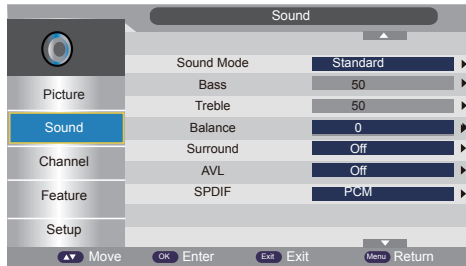 Sound
Picture
Sound
Channel
Feature
Setup
Sound Mode Standard
Bass 50
Treble 50
Balance 0
Surround Off
AVL Off
SPDIF PCM
Move OK Enter Exit Exit Menu Return